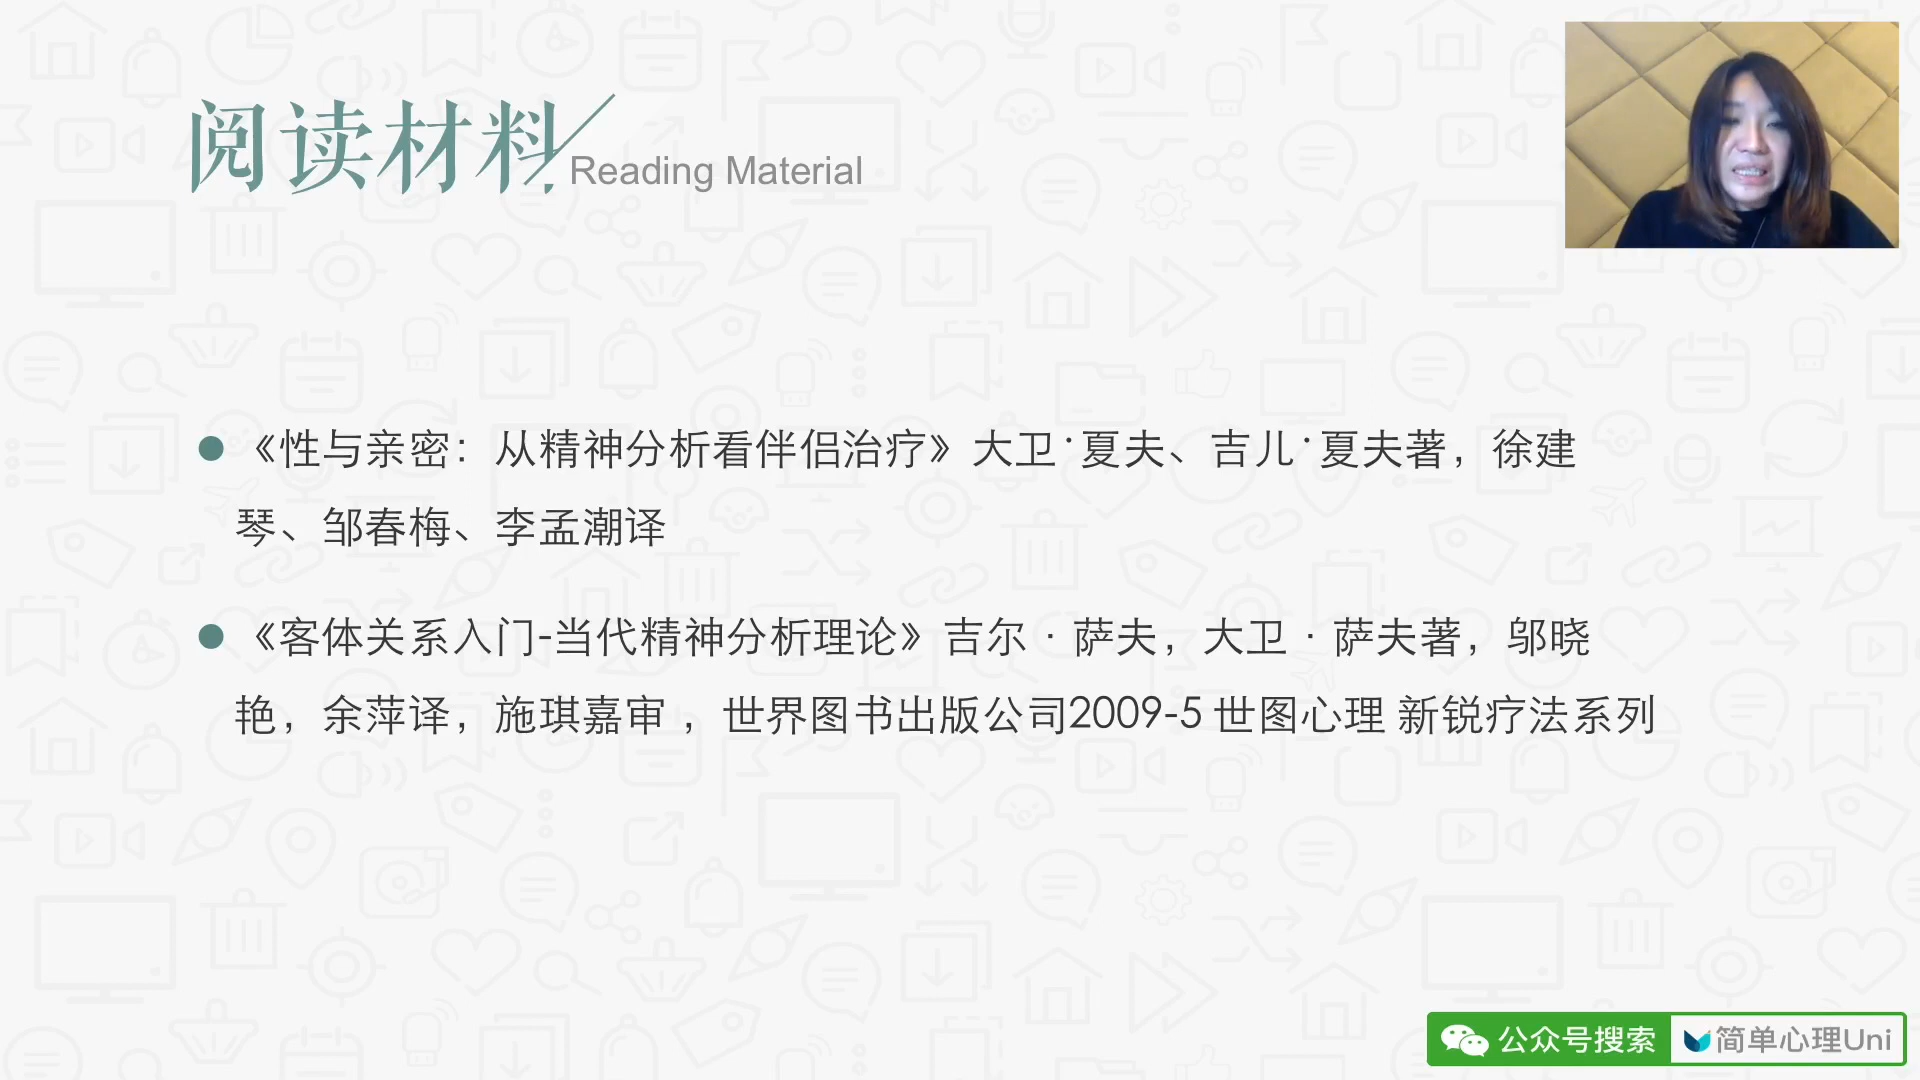 阅读材料
Reading Material
《性与亲密：从精神分析看伴侣治疗》大卫·夏夫、吉儿·夏夫著，徐建
琴、邹春梅、李孟潮译
《客体关系入门-当代精神分析理论》吉尔·萨夫，大卫·萨夫著，邬晓
艳，余萍译，施琪嘉审，世界图书出版公司2009-5 世图心理 新锐疗法系列
公众号搜索 简单心理Uni